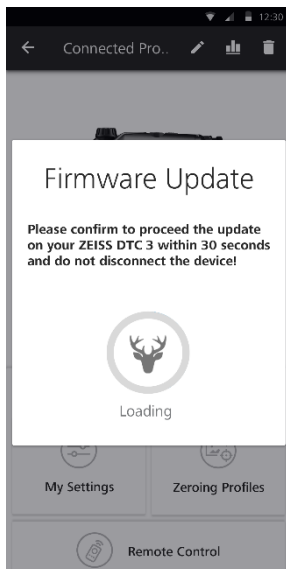 12:30
Connected Pro..
Firmware Update
Please confirm to proceed the update
on your ZEISS DTC 3 within 30 seconds
and do not disconnect the device!
Loading
My Settings
Zeroing Profiles
Remote Control